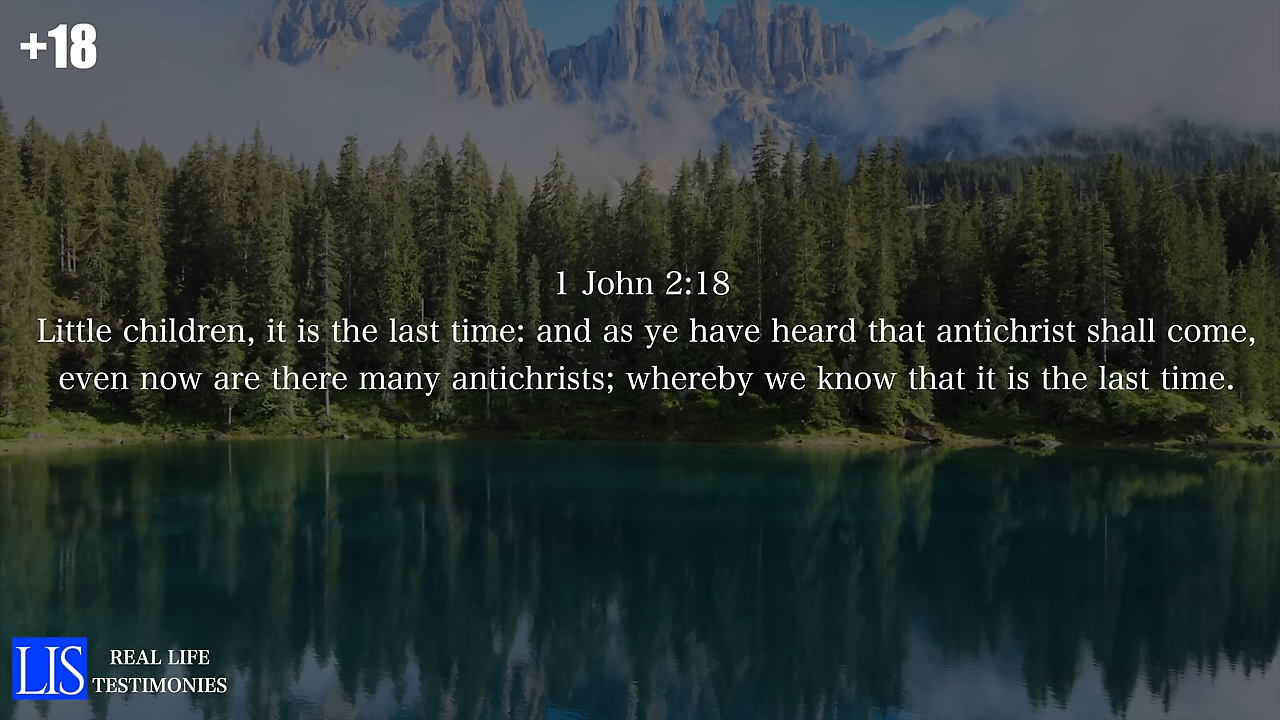 +18
1 John 2:18
Little children, it is the last time: and as ye have heard that antichrist shall come,
even now are there many antichrists; whereby we know that it is the last time.
LIS
REAL LIFE
TESTIMONIES